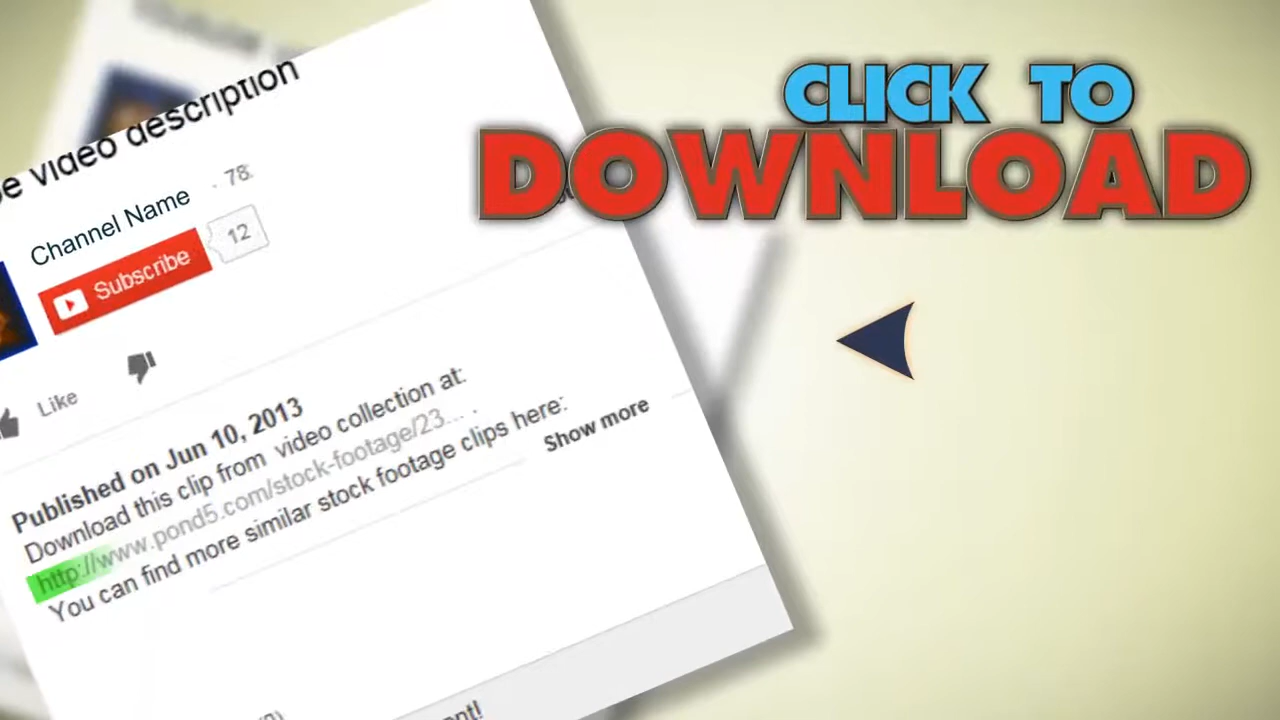 CLICK TO
DOWNLOAD
video description
Channel Name
78
Subscribe
12
Like
Published on Jun 10, 2013
Download this clip from video collection at:
http://www.pond5.com/stock-footage/23...
You can find more similar stock footage clips here:
Show more